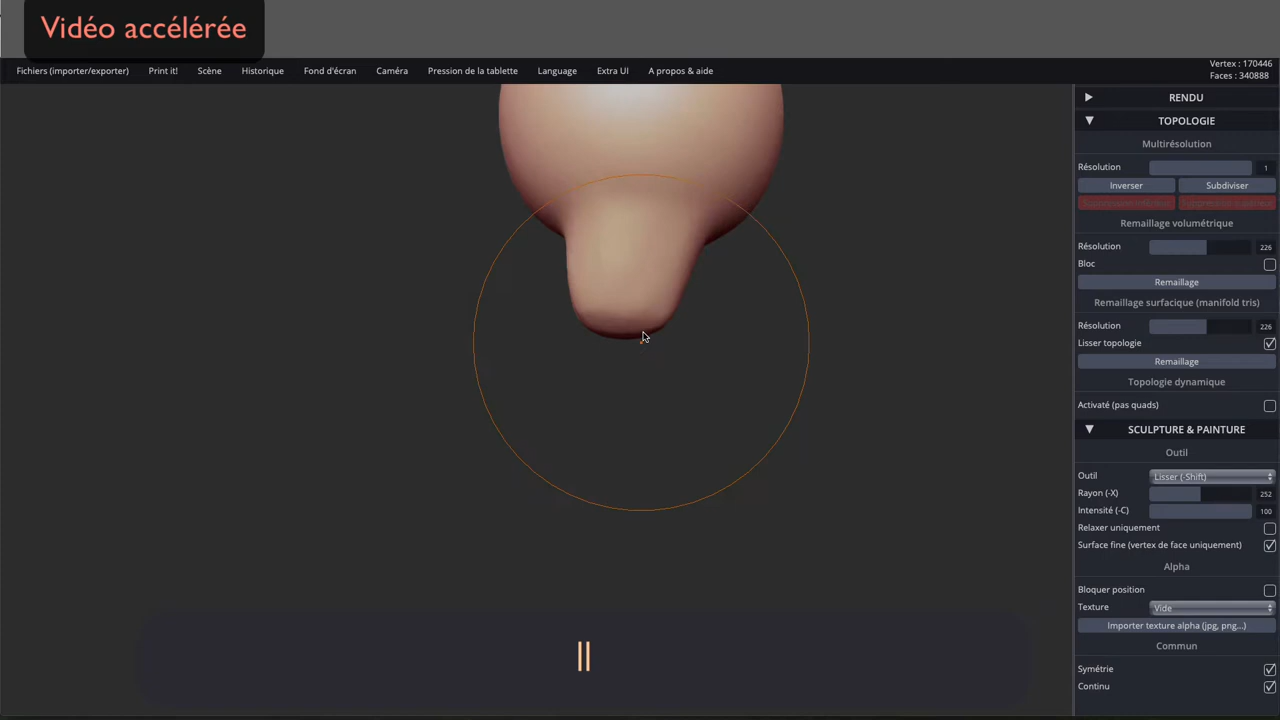 Vidéo accélérée
Fichiers (importer/exporter) Print it! Scène Historique Fond d'écran Caméra Pression de la tablette Language Extra UI A propos & aide
Vertex : 170446
Faces : 340888
RENDU
TOPOLOGIE
Multirésolution
Résolution 1
Inverser Subdiviser
Remaillage volumétrique
Résolution 226
Bloc
Remaillage
Remaillage surfacique (manifold tris)
Résolution 226
Lisser topologie
Remaillage
Topologie dynamique
Activaté (pas quads)
SCULPTURE & PAINTURE
Outil
Outil Lisser (-Shift)
Rayon (-X) 252
Intensité (-C) 100
Relaxer uniquement
Surface fine (vertex de face uniquement)
Alpha
Bloquer position
Texture Vide
Importer texture alpha (jpg, png...)
Commun
Symétrie
Continu